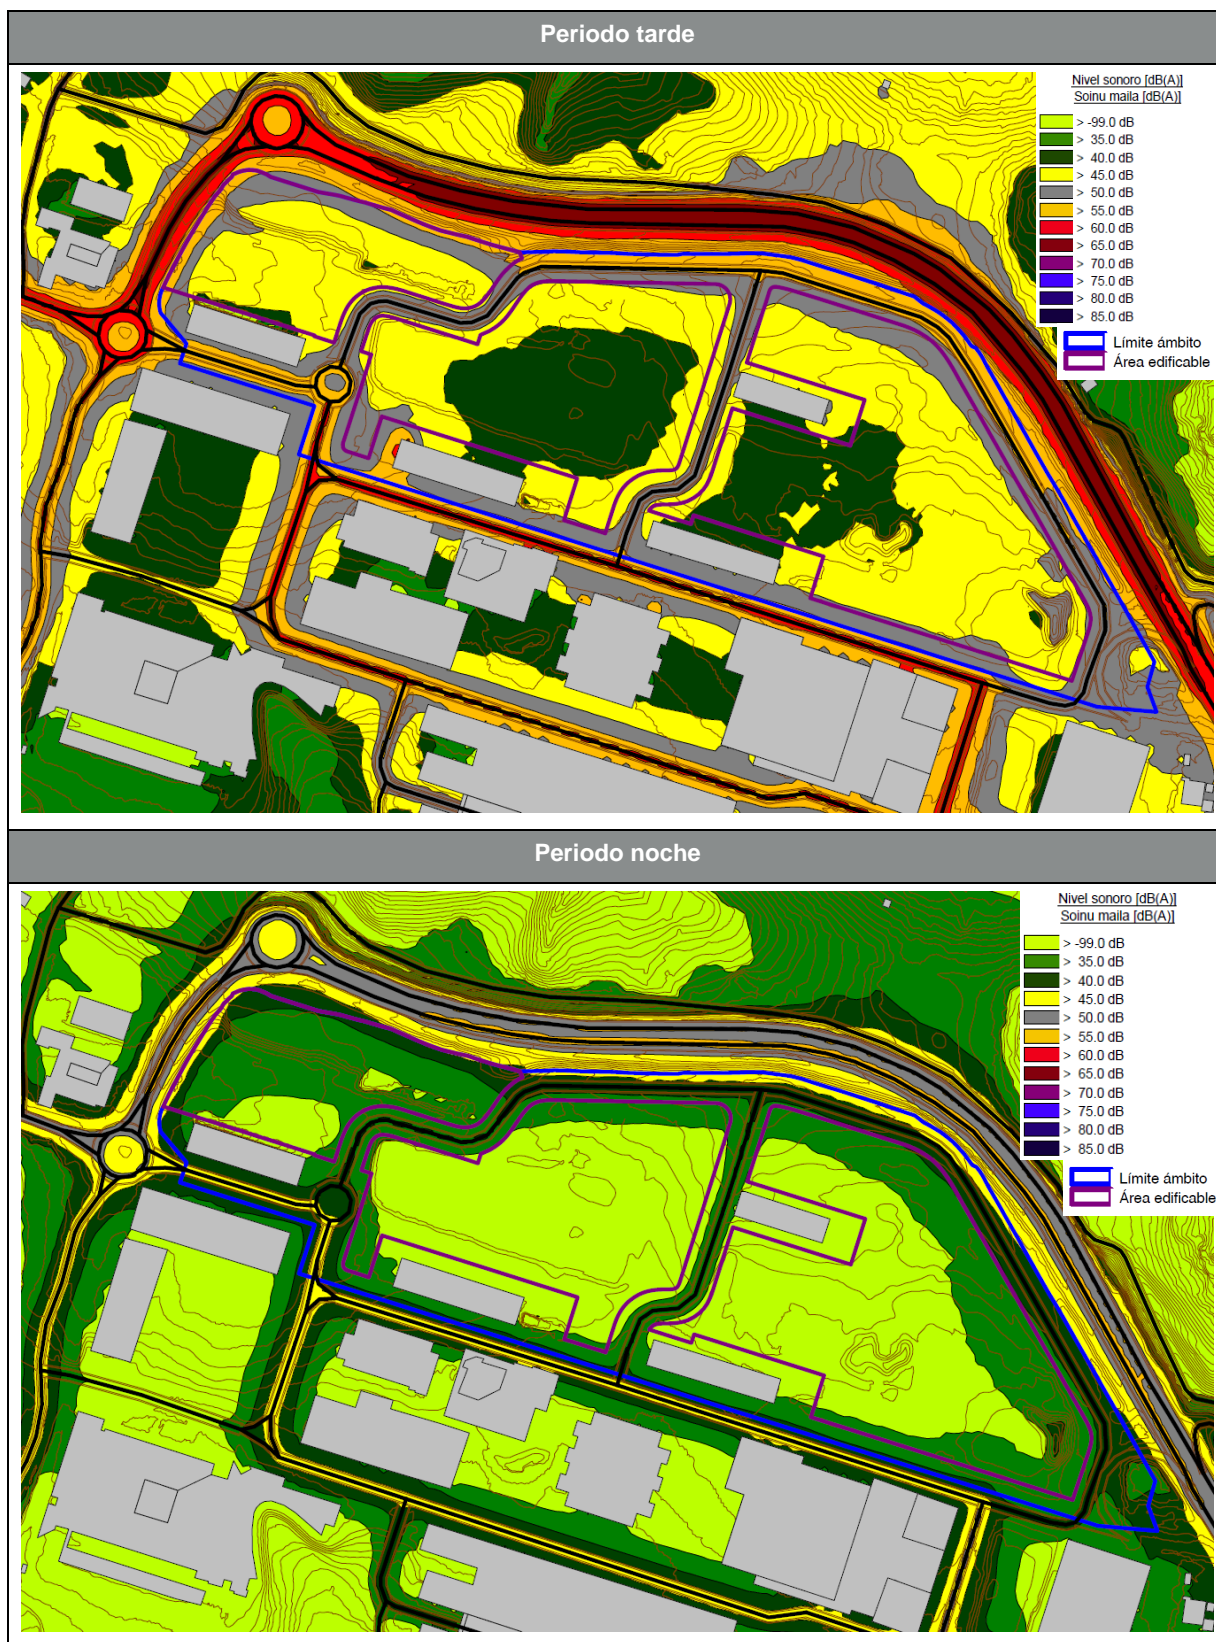 Periodo tarde
Nivel sonoro [dB(A)]
Soinu maila [dB(A)]
> -99.0 dB
> 35.0 dB
> 40.0 dB
> 45.0 dB
> 50.0 dB
> 55.0 dB
> 60.0 dB
> 65.0 dB
> 70.0 dB
> 75.0 dB
> 80.0 dB
> 85.0 dB
Límite ámbito
Área edificable
Periodo noche
Nivel sonoro [dB(A)]
Soinu maila [dB(A)]
> -99.0 dB
> 35.0 dB
> 40.0 dB
> 45.0 dB
> 50.0 dB
> 55.0 dB
> 60.0 dB
> 65.0 dB
> 70.0 dB
> 75.0 dB
> 80.0 dB
> 85.0 dB
Límite ámbito
Área edificable